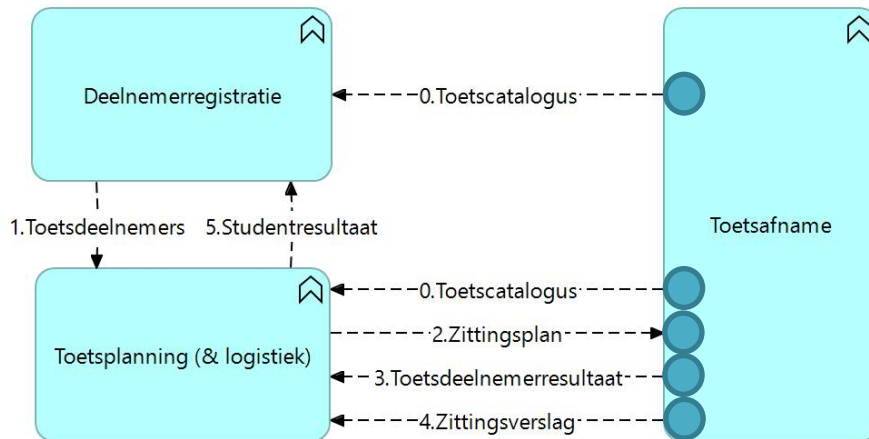 Deelnemerregistratie
0.Toetscatalogus
Toetsafname
1.Toetsdeelnemers
5.Studentresultaat
0.Toetscatalogus
2.Zittingsplan
Toetsplanning (& logistiek)
3.Toetsdeelnemerresultaat
4.Zittingsverslag